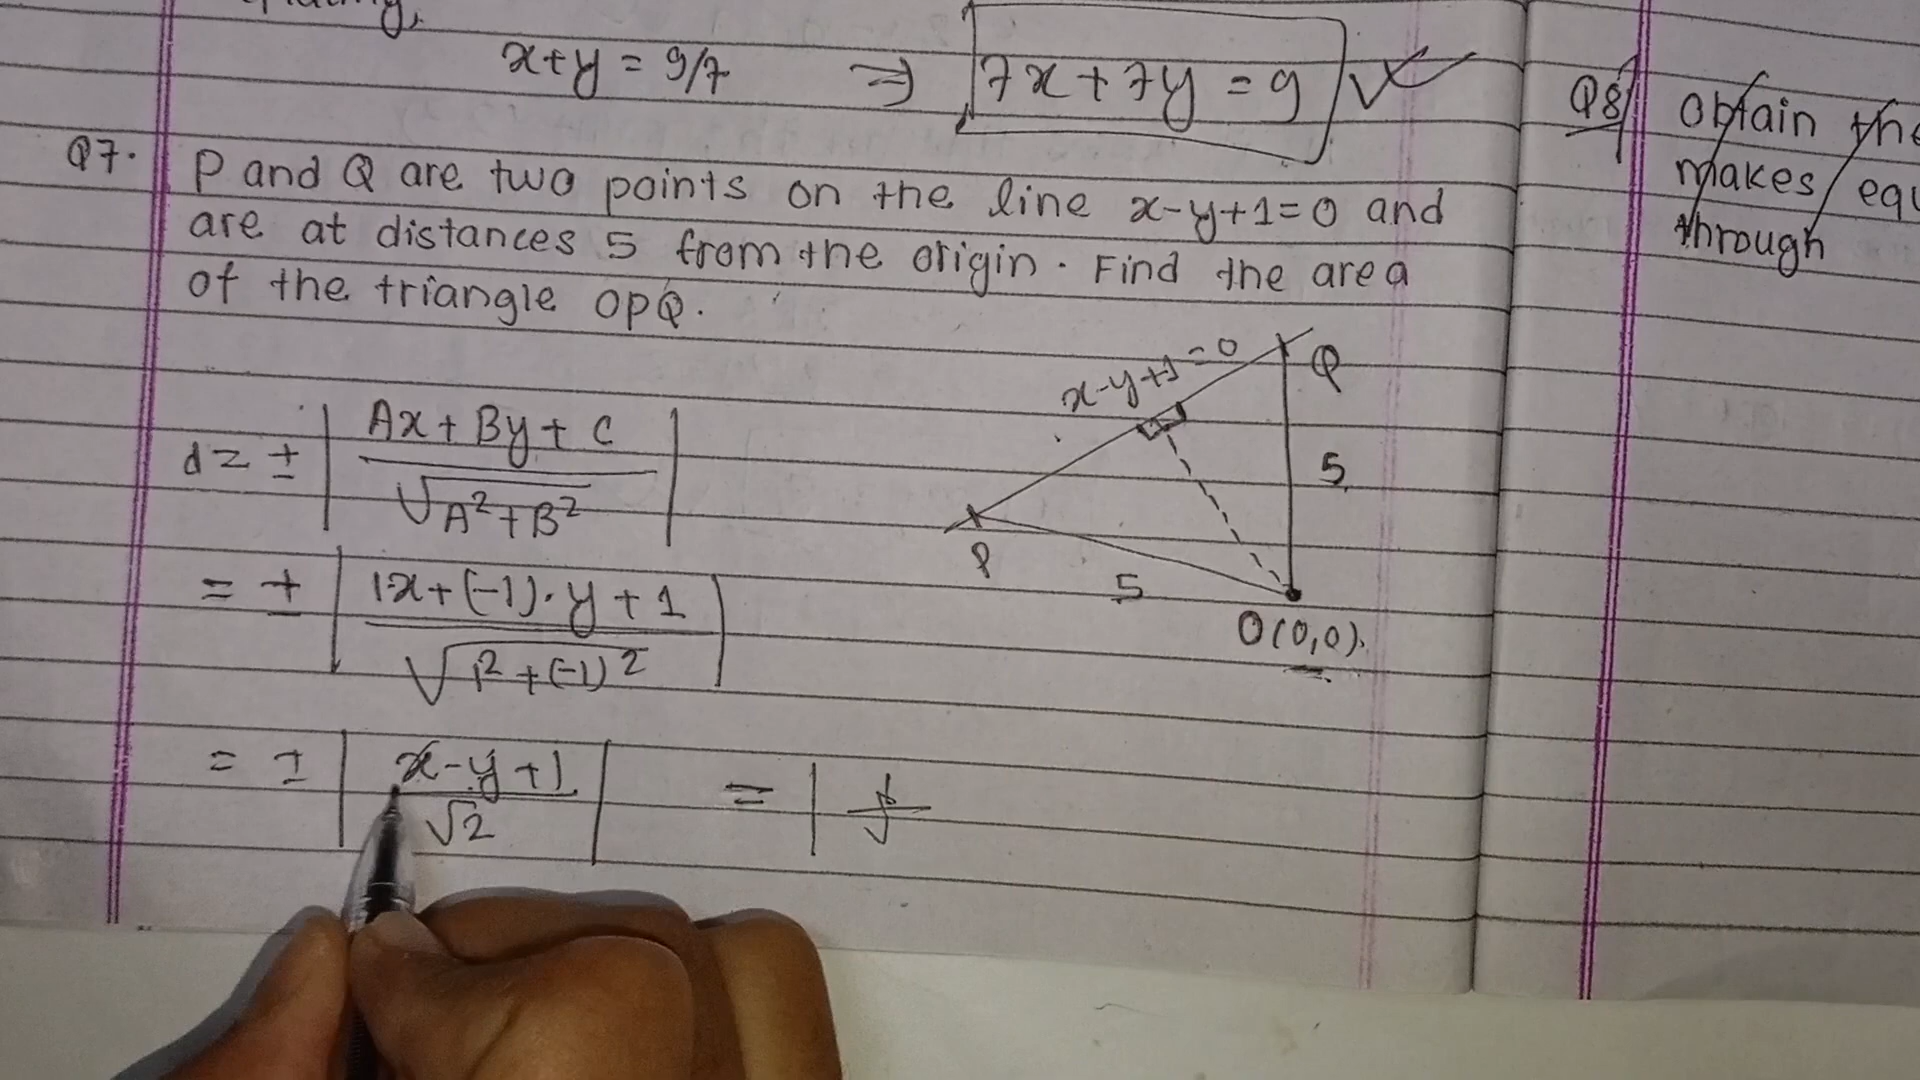 x+y = 9/7 ⇒ 7x+7y = 9
Q7. P and Q are two points on the line x-y+1=0 and
are at distances 5 from the origin. Find the area
of the triangle OPQ.
x-y+1=0
Q
5
P
5
O(0,0).
d = ± | Ax + By + C / √A²+B² |
= ± | 1x+(-1).y+1 / √1²+(-1)² |
= ± | x-y+1 / √2 | = |
Q8 Obtain the
makes equ
through